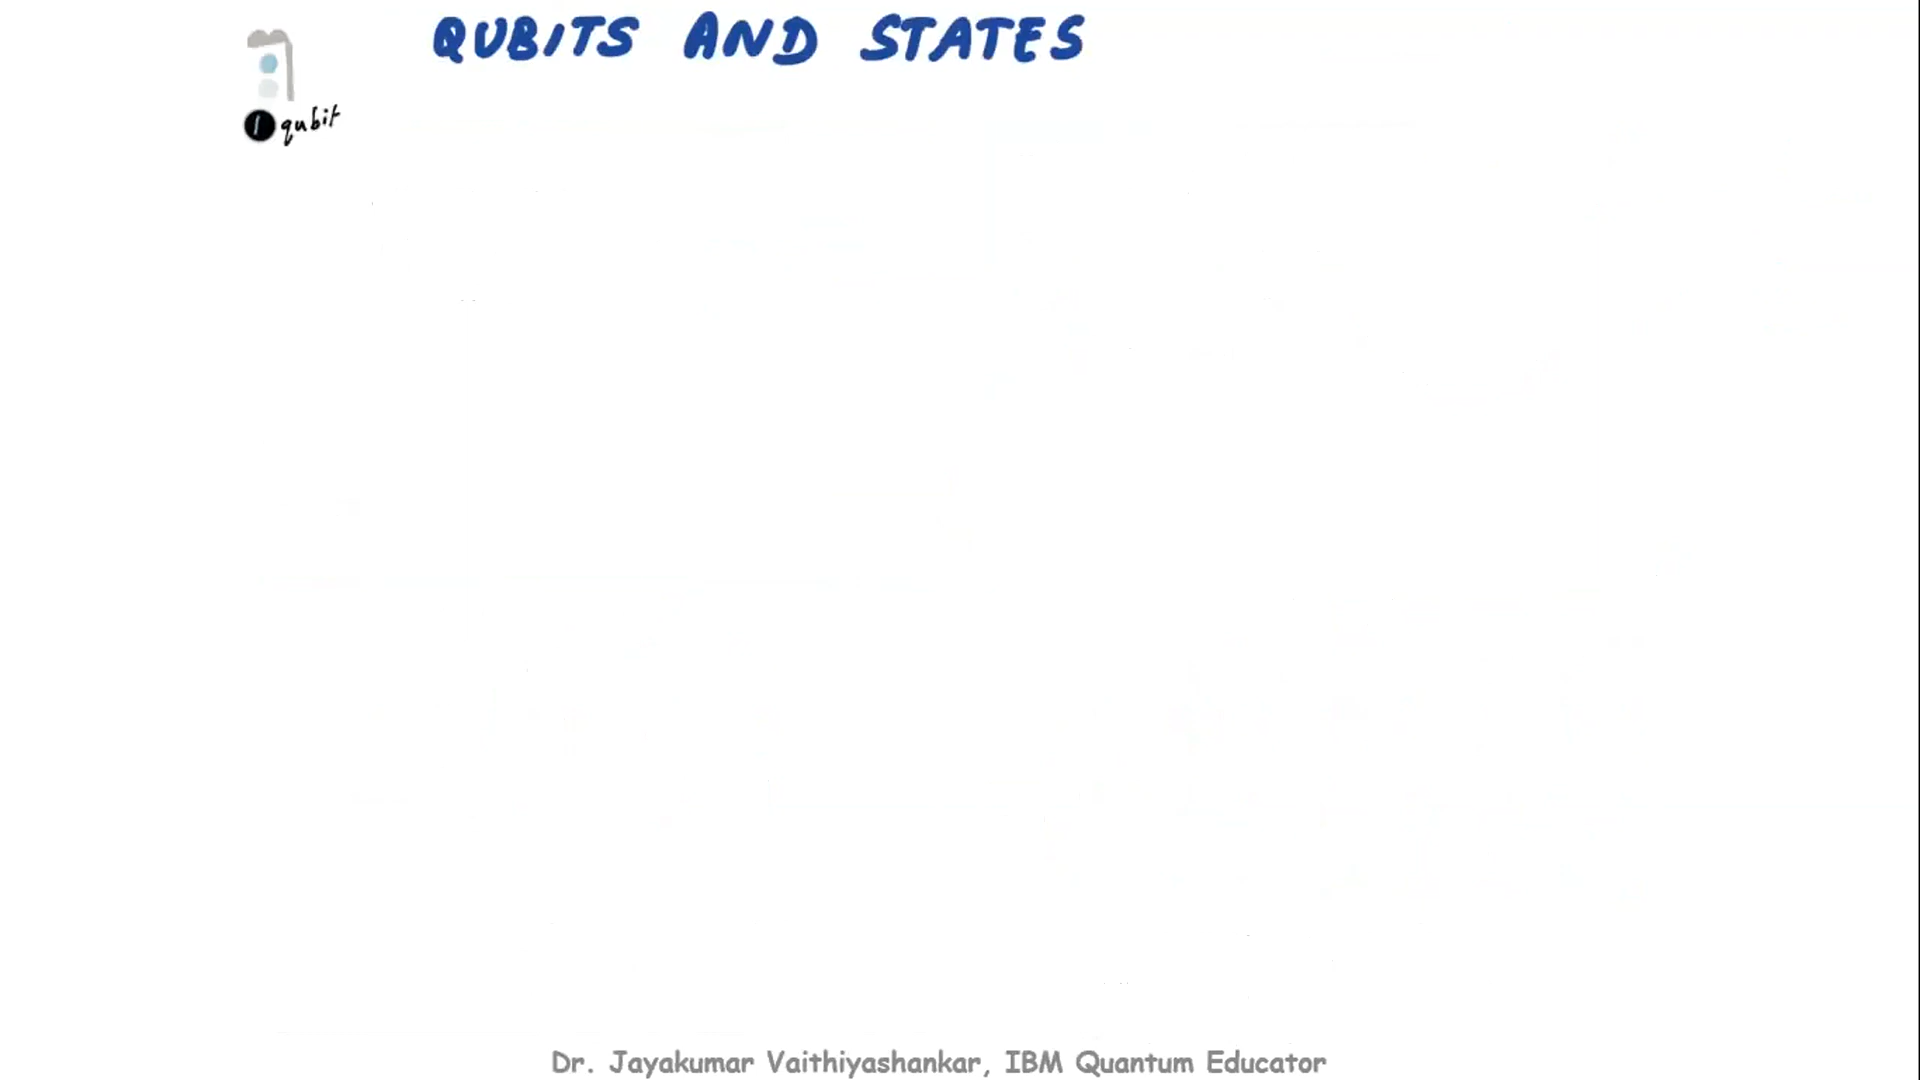 QUBITS AND STATES
1 qubit
Dr. Jayakumar Vaithiyashankar, IBM Quantum Educator